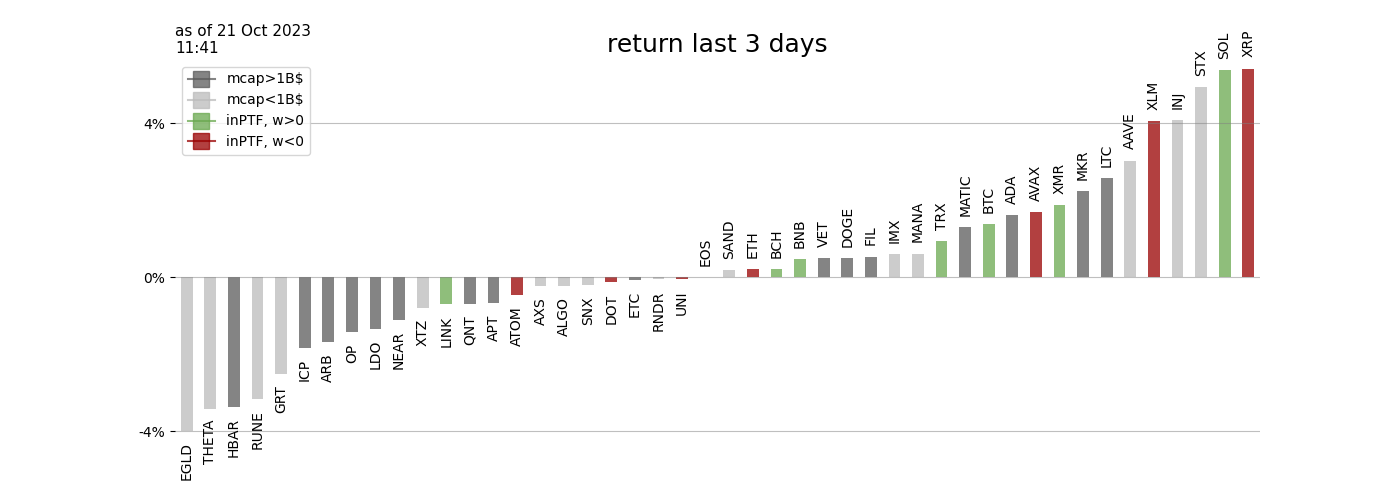 as of 21 Oct 2023
11:41
return last 3 days
mcap>1B$
mcap<1B$
inPTF, w>0
inPTF, w<0
4%
0%
-4%
EGLD
THETA
HBAR
RUNE
GRT
ICP
ARB
OP
LDO
NEAR
XTZ
LINK
QNT
APT
ATOM
AXS
ALGO
SNX
DOT
ETC
RNDR
UNI
EOS
SAND
ETH
BCH
BNB
VET
DOGE
FIL
IMX
MANA
TRX
MATIC
BTC
ADA
AVAX
XMR
MKR
LTC
AAVE
XLM
INJ
STX
SOL
XRP